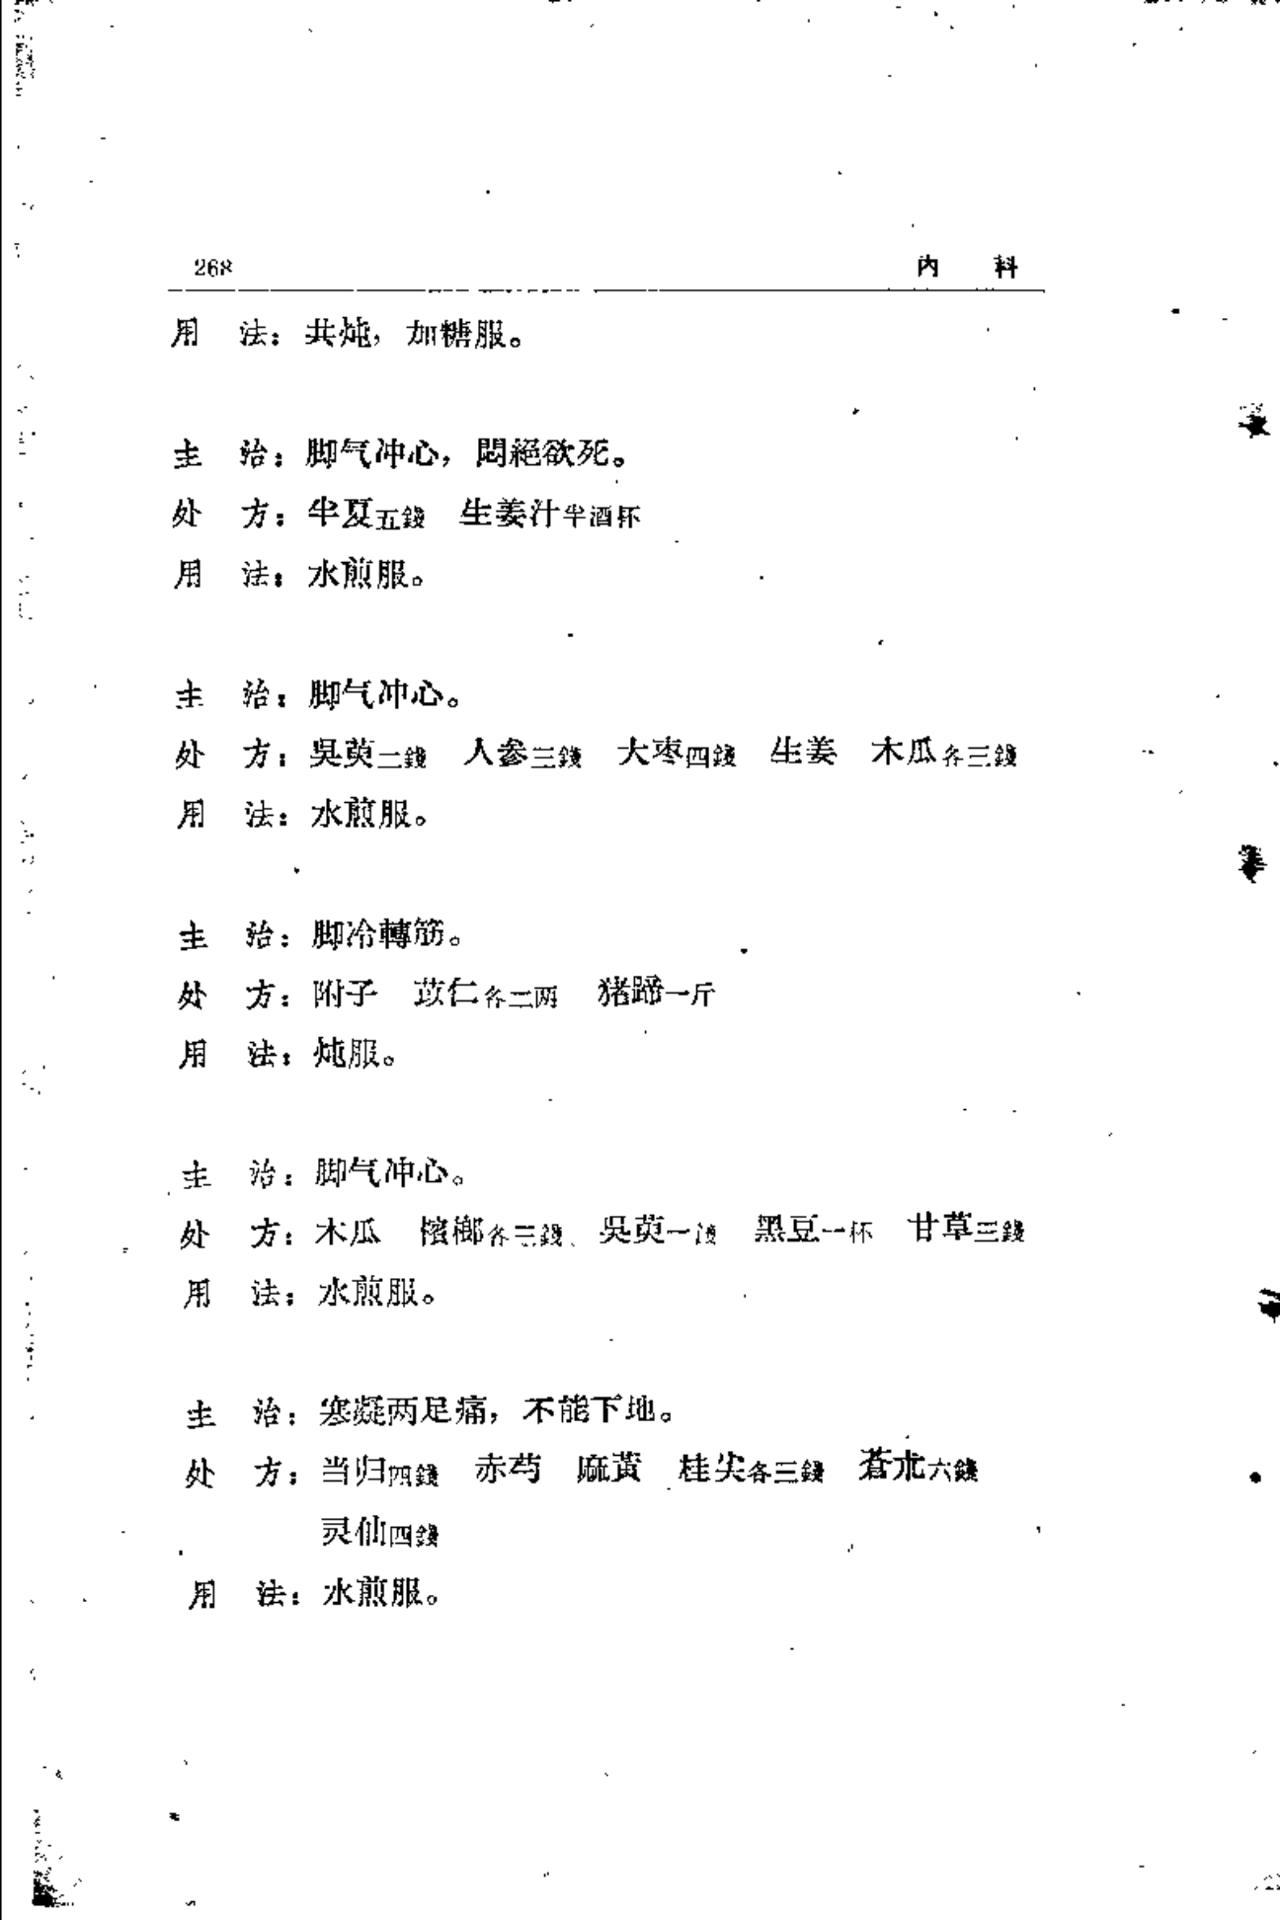 268 内 科
用 法：共炖，加糖服。
主 治：脚气冲心，悶絕欲死。
处 方：半夏五錢 生姜汁半酒杯
用 法：水煎服。
主 治：脚气冲心。
处 方：吳萸二錢 人参三錢 大枣四錢 生姜 木瓜各三錢
用 法：水煎服。
主 治：脚冷轉筋。
处 方：附子 苡仁各二两 猪蹄一斤
用 法：炖服。
主 治：脚气冲心。
处 方：木瓜 檳榔各三錢 吳萸一錢 黑豆一杯 甘草三錢
用 法：水煎服。
主 治：寒凝两足痛，不能下地。
处 方：当归四錢 赤芍 麻黃 桂尖各三錢 蒼朮六錢
灵仙四錢
用 法：水煎服。